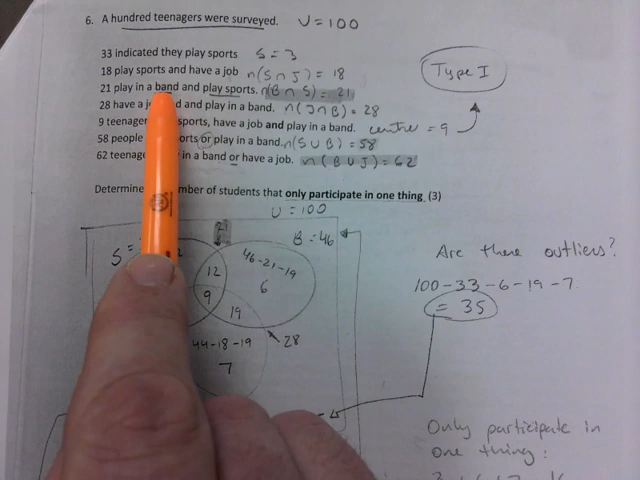 6. A hundred teenagers were surveyed. U = 100
33 indicated they play sports S = 3
18 play sports and have a job n(S ∩ J) = 18
21 play in a band and play sports. n(B ∩ S) = 21
28 have a and play in a band. n(J ∩ B) = 28
9 sports, have a job and play in a band. centre = 9
58 people or play in a band. n(S ∪ B) = 58
62 in a band or have a job. n(B ∪ J) = 62
Type I
Determine of students that only participate in one thing. (3)
U = 100
21
B = 46
S =
2
46-21-19
12
6
9
19
28
44-18-19
7
Are there outliers?
100-33-6-19-7
= 35
Only participate in
one thing: